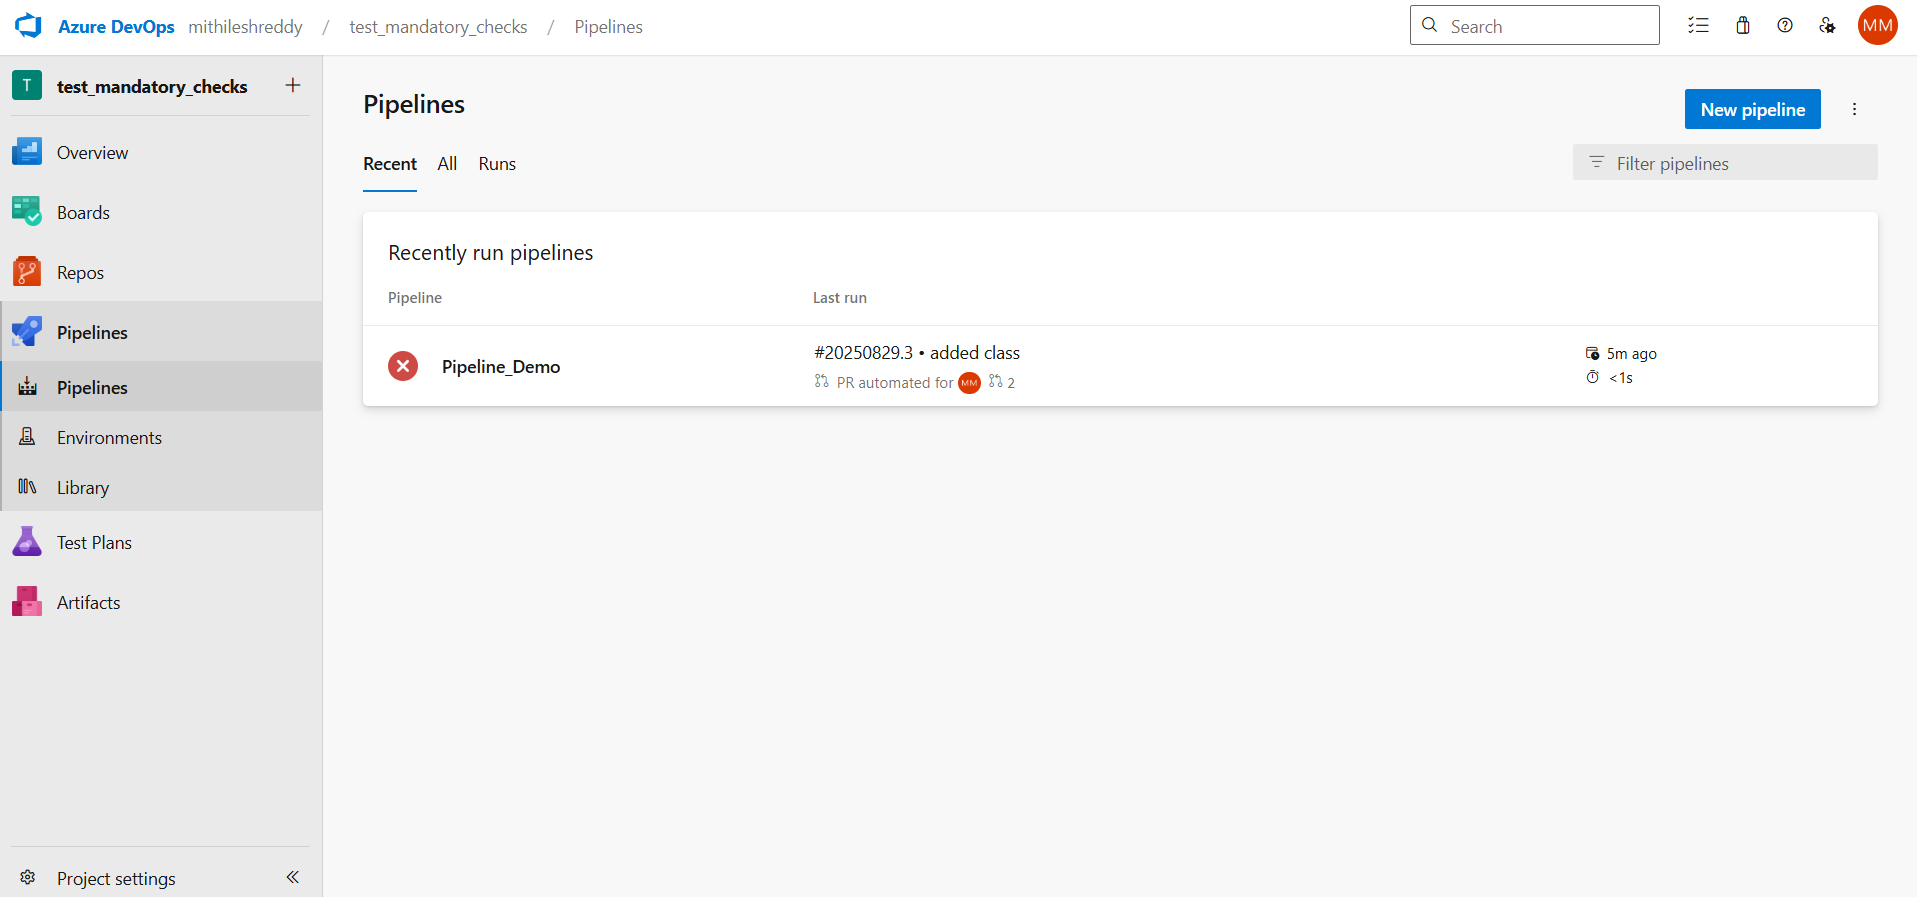 Azure DevOps mithileshreddy / test_mandatory_checks / Pipelines
Search
MM
T test_mandatory_checks
Overview
Boards
Repos
Pipelines
Pipelines
Environments
Library
Test Plans
Artifacts
Project settings
Pipelines
New pipeline
Recent All Runs
Filter pipelines
Recently run pipelines
Pipeline Last run
Pipeline_Demo
#20250829.3 • added class
PR automated for MM 2
5m ago
<1s